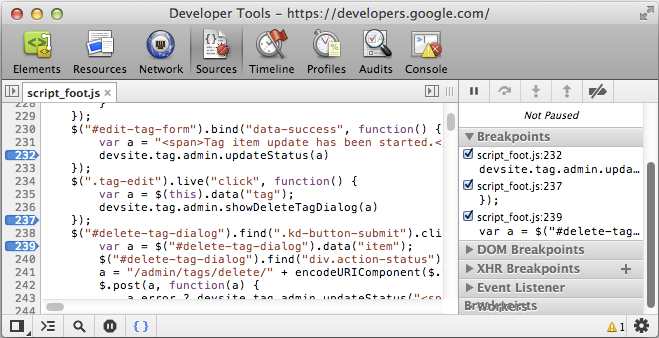 Developer Tools - https://developers.google.com/
Elements Resources Network Sources Timeline Profiles Audits Console
script_foot.js ×
228 }
229 });
230 $("#edit-tag-form").bind("data-success", function() {
231 var a = "<span>Tag item update has been started.<
232 devsite.tag.admin.updateStatus(a)
233 });
234 $(".tag-edit").live("click", function() {
235 var a = $(this).data("tag");
236 devsite.tag.admin.showDeleteTagDialog(a)
237 });
238 $("#delete-tag-dialog").find(".kd-button-submit").cli
239 var a = $("#delete-tag-dialog").data("item");
240 $("#delete-tag-dialog").find("div.action-status")
241 a = "/admin/tags/delete/" + encodeURIComponent($.
242 $.post(a, function(a) {
243 a.error ? devsite.tag.admin.updateStatus("<sp
244
Not Paused
Breakpoints
script_foot.js:232
devsite.tag.admin.upda…
script_foot.js:237
});
script_foot.js:239
var a = $("#delete-tag…
DOM Breakpoints
XHR Breakpoints +
Event Listener
Breakpoints
Workers
{ } 1